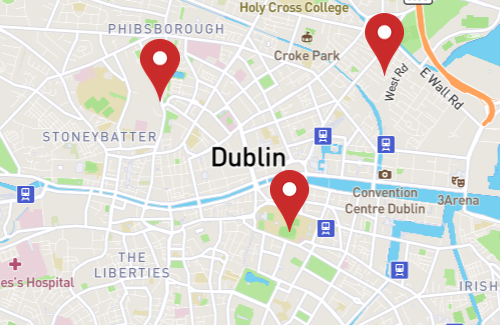 Holy Cross College
PHIBSBOROUGH
Croke Park
West Rd
E Wall Rd
STONEYBATTER
Dublin
Convention
Centre Dublin
3Arena
THE
LIBERTIES
es's Hospital
IRISH